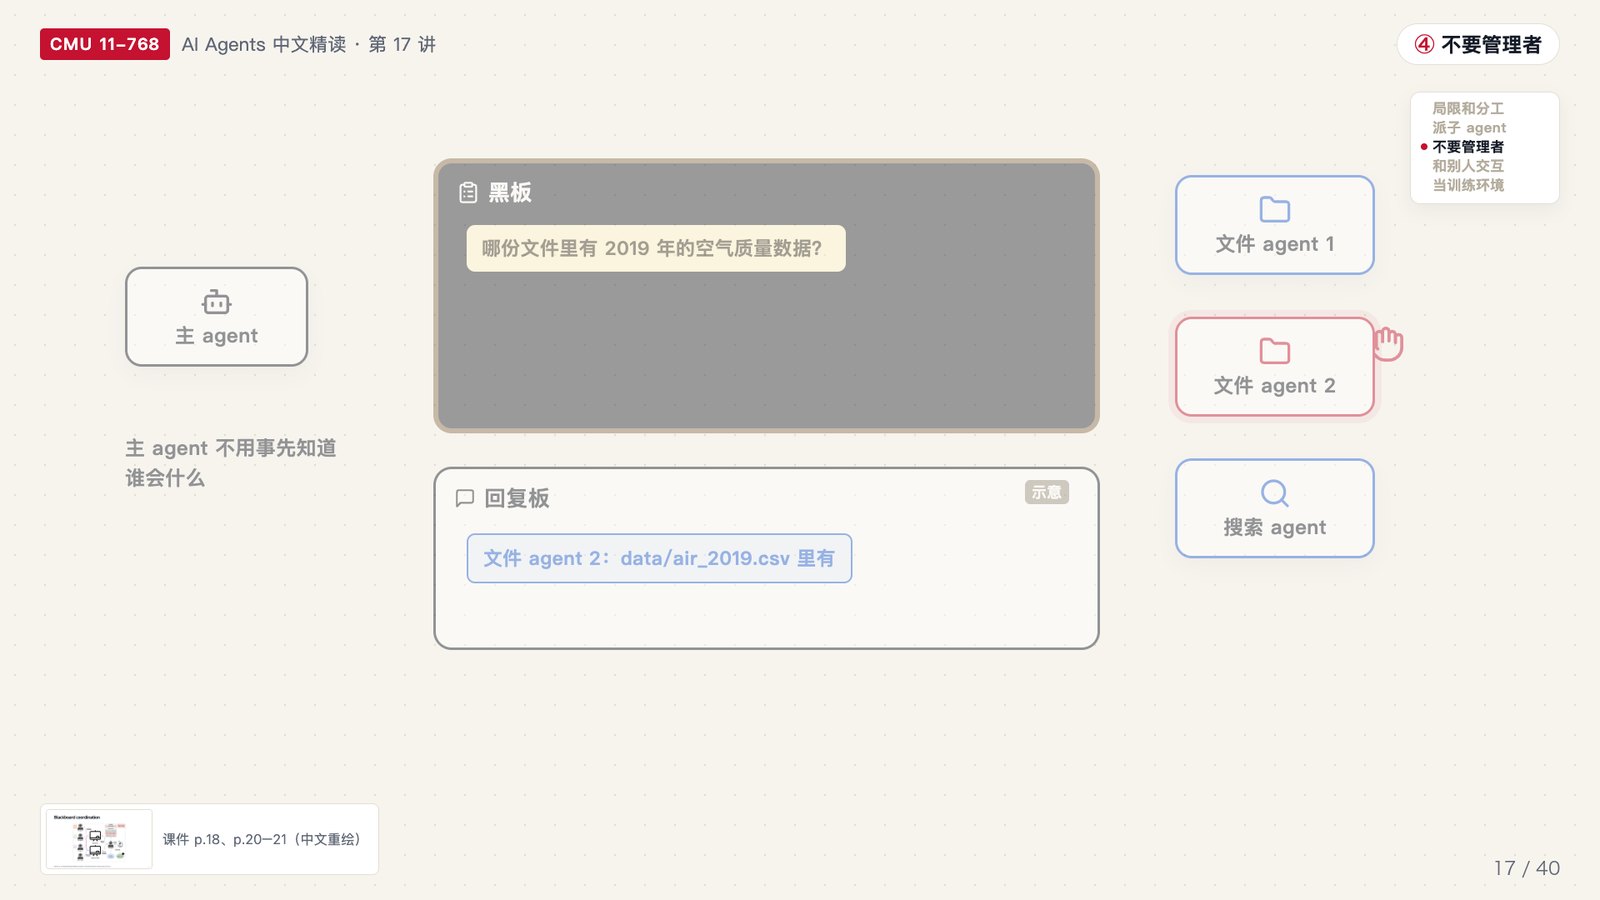 CMU 11-768 AI Agents 中文精读 · 第 17 讲
④ 不要管理者
局限和分工
派子 agent
不要管理者
和别人交互
当训练环境
黑板
哪份文件里有 2019 年的空气质量数据?
主 agent
主 agent 不用事先知道
谁会什么
回复板
示意
文件 agent 2: data/air_2019.csv 里有
文件 agent 1
文件 agent 2
搜索 agent
Blackboard coordination
课件 p.18、p.20—21（中文重绘）
17 / 40